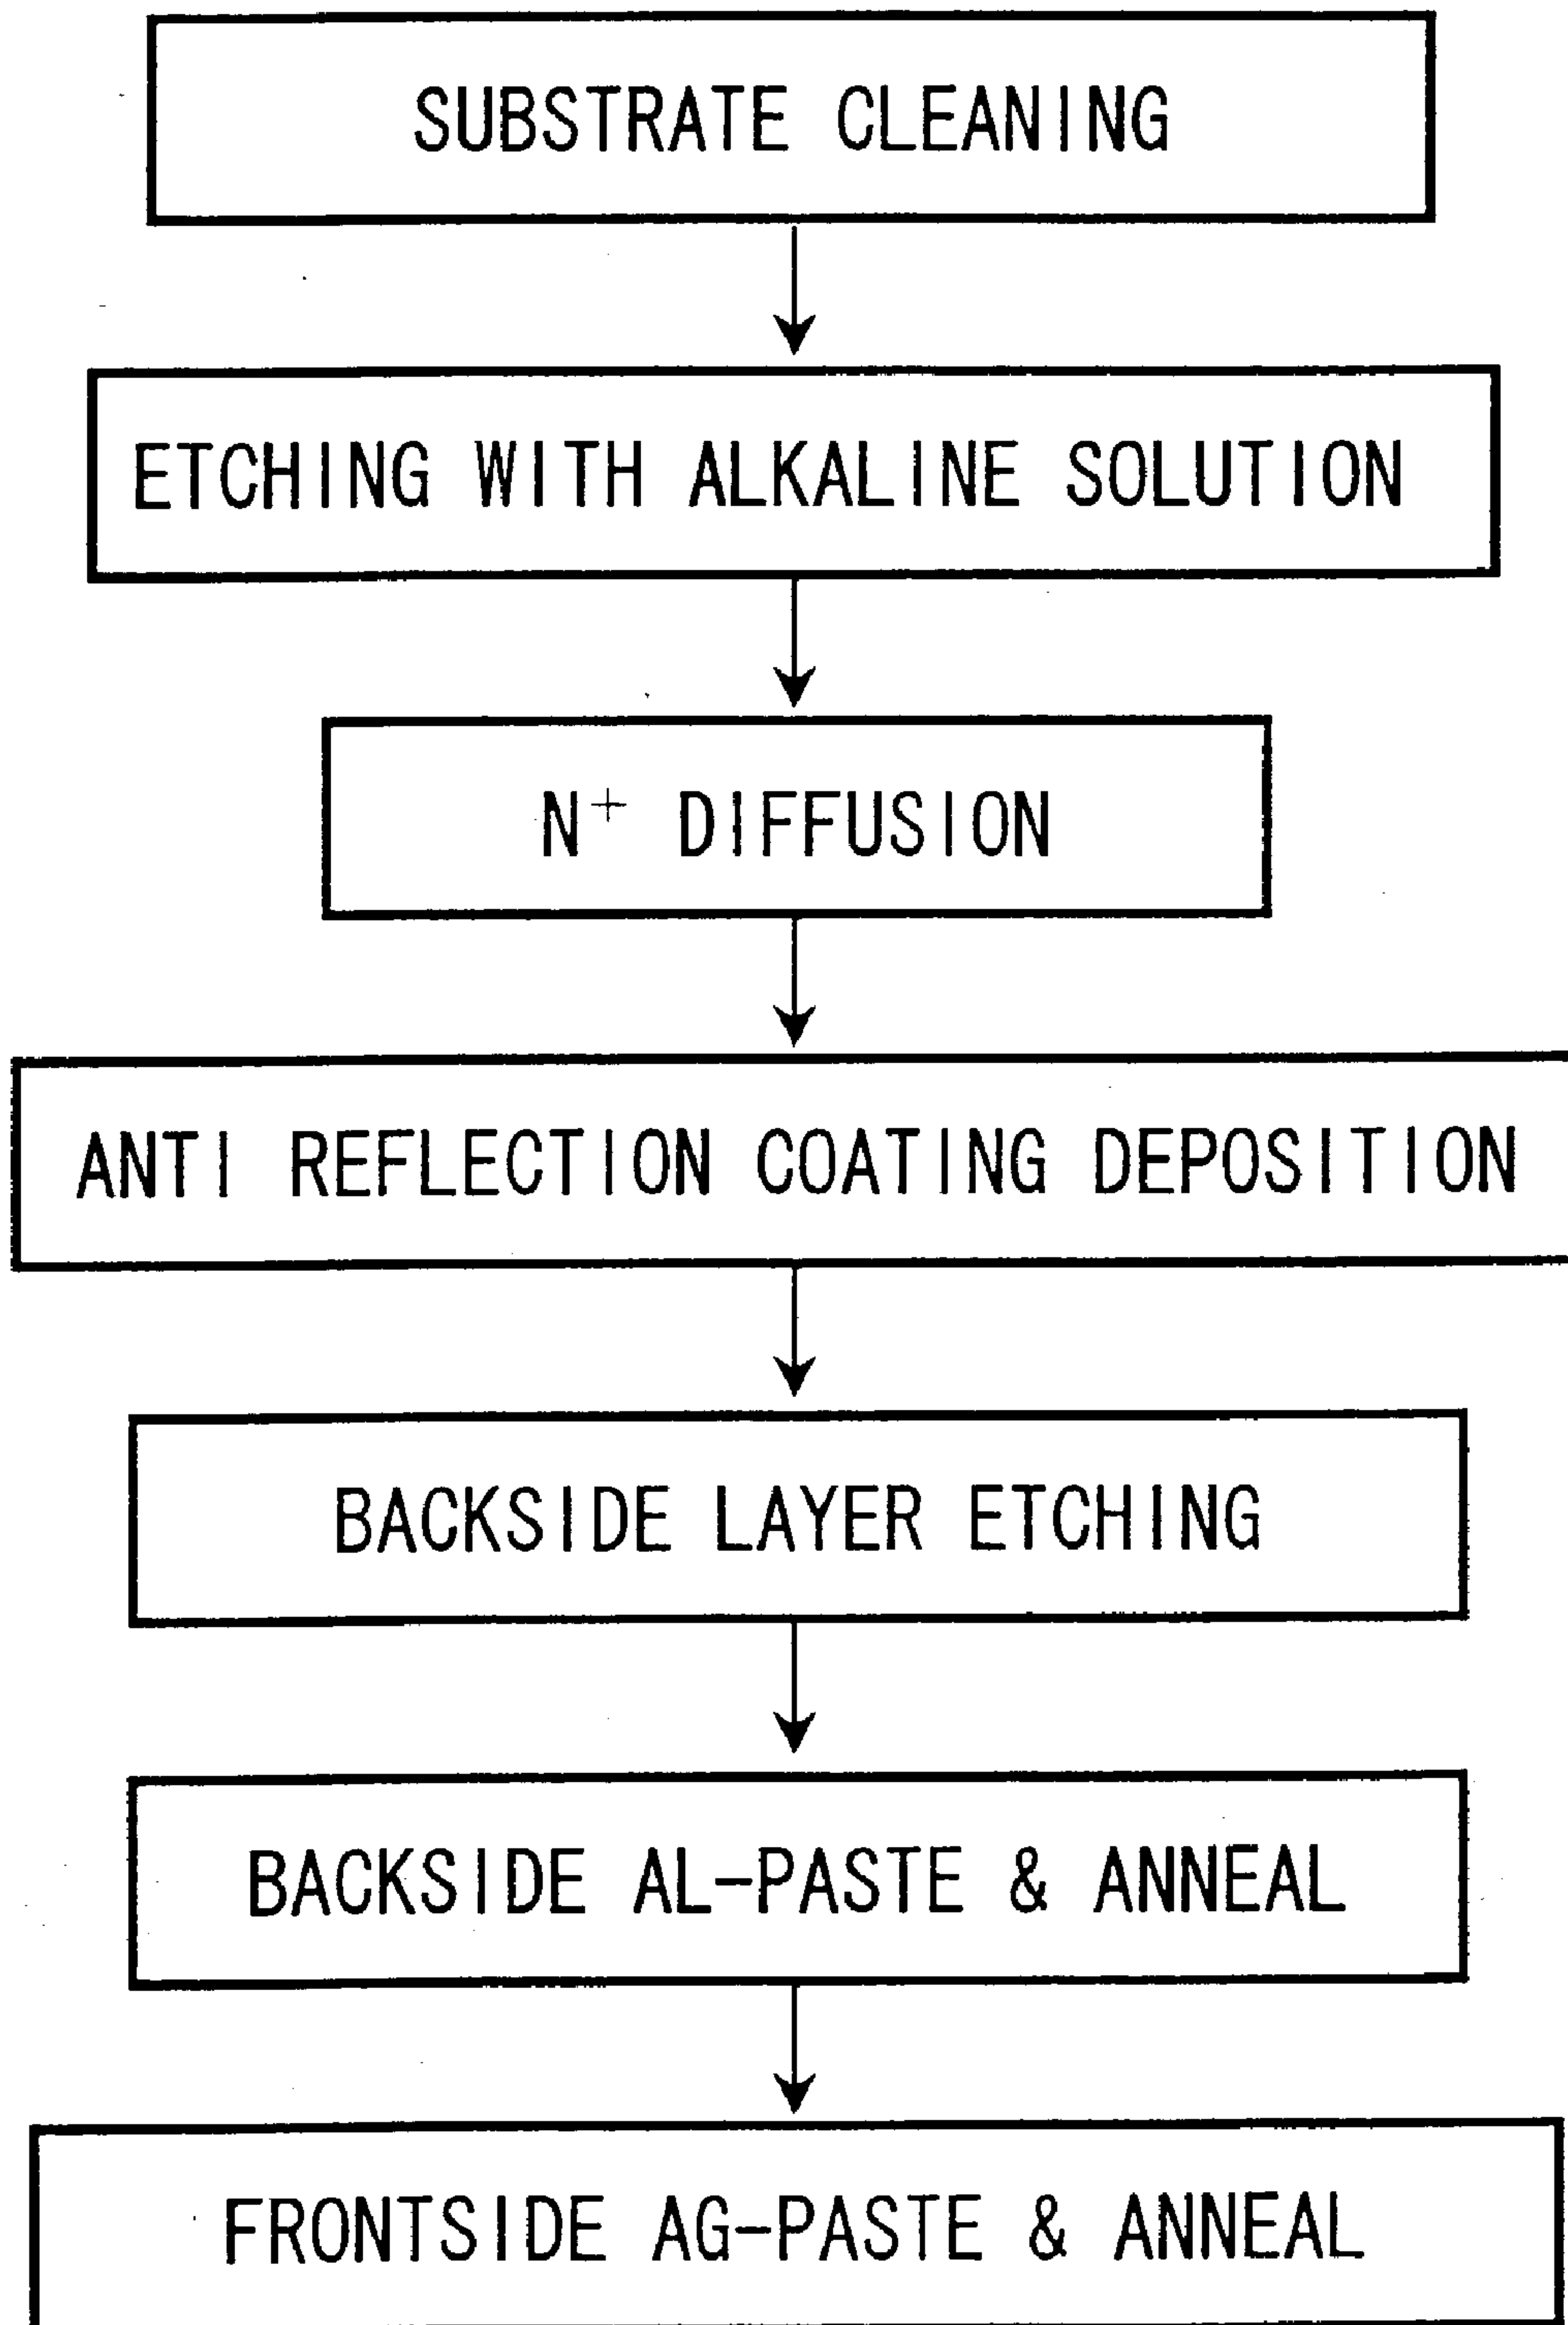 SUBSTRATE CLEANING
ETCHING WITH ALKALINE SOLUTION
N⁺ DIFFUSION
ANTI REFLECTION COATING DEPOSITION
BACKSIDE LAYER ETCHING
BACKSIDE AL-PASTE & ANNEAL
FRONTSIDE AG-PASTE & ANNEAL